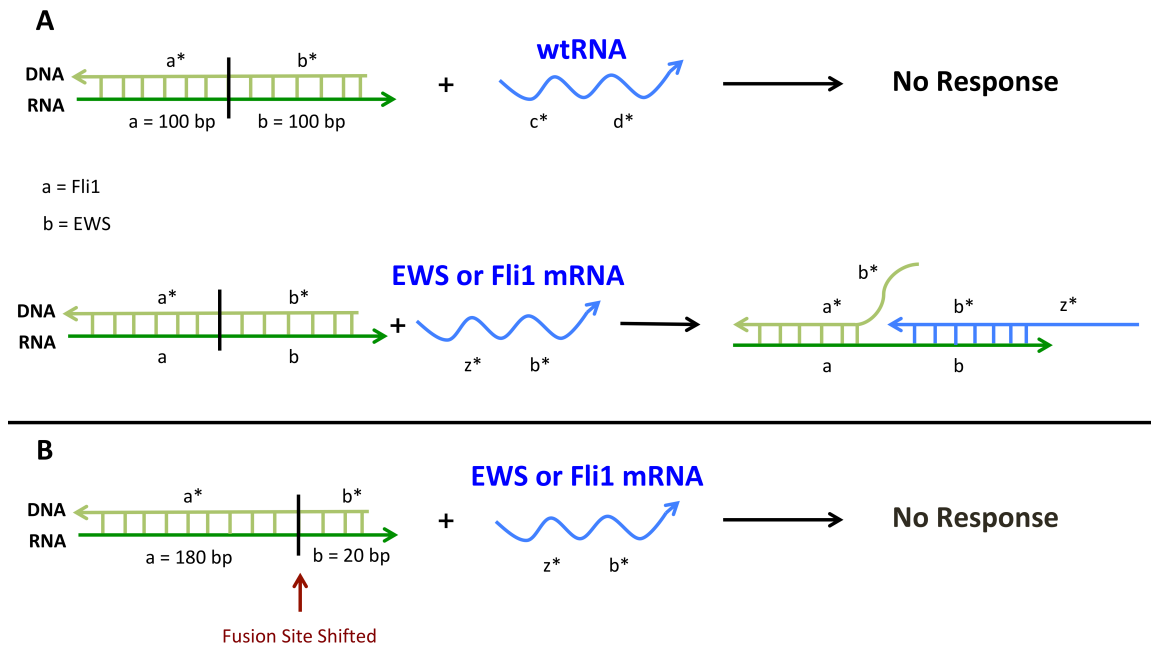 A
a* b*
wtRNA
DNA
RNA
+
No Response
a = 100 bp b = 100 bp
c* d*
a = Fli1
b = EWS
EWS or Fli1 mRNA
b*
a* b*
a* b* z*
DNA
RNA
+
a b
z* b*
a b
B
EWS or Fli1 mRNA
a* b*
DNA
RNA
+
No Response
a = 180 bp b = 20 bp
z* b*
Fusion Site Shifted